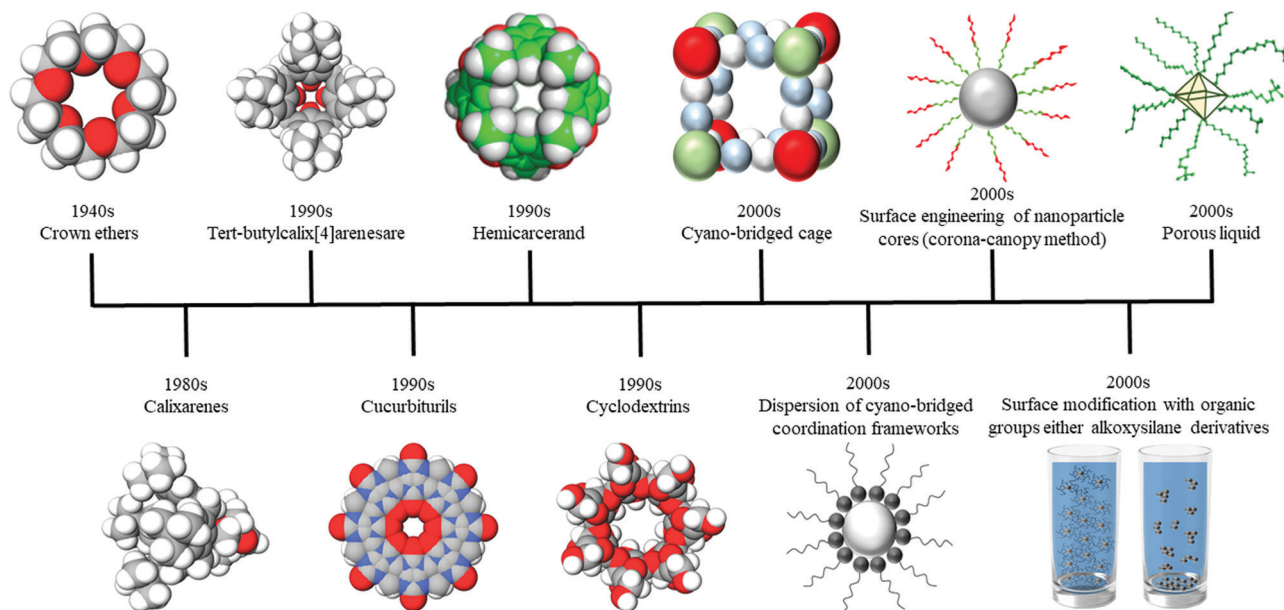 1940s
Crown ethers
1990s
Tert-butylcalix[4]arenesare
1990s
Hemicarcerand
2000s
Cyano-bridged cage
2000s
Surface engineering of nanoparticle
cores (corona-canopy method)
2000s
Porous liquid
1980s
Calixarenes
1990s
Cucurbiturils
1990s
Cyclodextrins
2000s
Dispersion of cyano-bridged
coordination frameworks
2000s
Surface modification with organic
groups either alkoxysilane derivatives